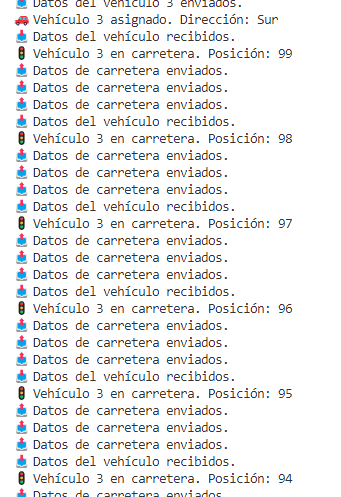 📤 Datos del vehículo 3 enviados.
🚗 Vehículo 3 asignado. Dirección: Sur
📥 Datos del vehículo recibidos.
🚦 Vehículo 3 en carretera. Posición: 99
📤 Datos de carretera enviados.
📤 Datos de carretera enviados.
📤 Datos de carretera enviados.
📥 Datos del vehículo recibidos.
🚦 Vehículo 3 en carretera. Posición: 98
📤 Datos de carretera enviados.
📤 Datos de carretera enviados.
📤 Datos de carretera enviados.
📥 Datos del vehículo recibidos.
🚦 Vehículo 3 en carretera. Posición: 97
📤 Datos de carretera enviados.
📤 Datos de carretera enviados.
📤 Datos de carretera enviados.
📥 Datos del vehículo recibidos.
🚦 Vehículo 3 en carretera. Posición: 96
📤 Datos de carretera enviados.
📤 Datos de carretera enviados.
📤 Datos de carretera enviados.
📥 Datos del vehículo recibidos.
🚦 Vehículo 3 en carretera. Posición: 95
📤 Datos de carretera enviados.
📤 Datos de carretera enviados.
📤 Datos de carretera enviados.
📥 Datos del vehículo recibidos.
🚦 Vehículo 3 en carretera. Posición: 94
📤 Datos de carretera enviados.